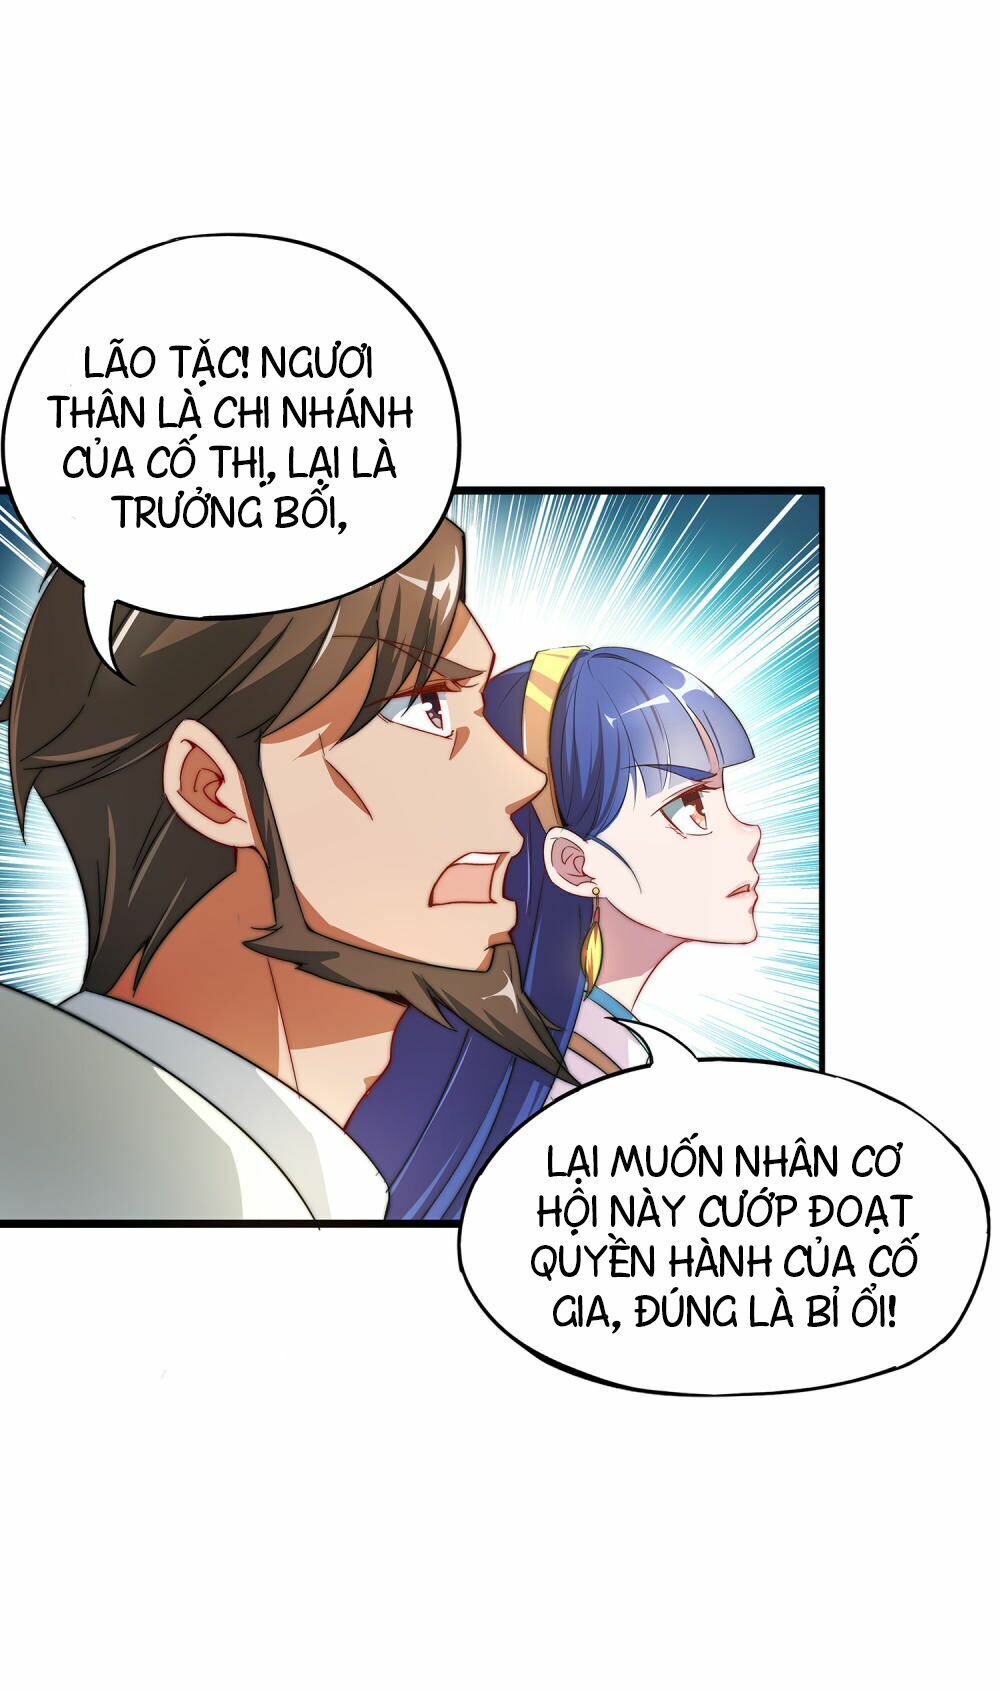 LÃO TẶC! NGƯƠI
THÂN LÀ CHI NHÁNH
CỦA CỐ THỊ, LẠI LÀ
TRƯỞNG BỐI,
LẠI MUỐN NHÂN CƠ
HỘI NÀY CƯỚP ĐOẠT
QUYỀN HÀNH CỦA CỐ
GIA, ĐÚNG LÀ BỈ ỔI!